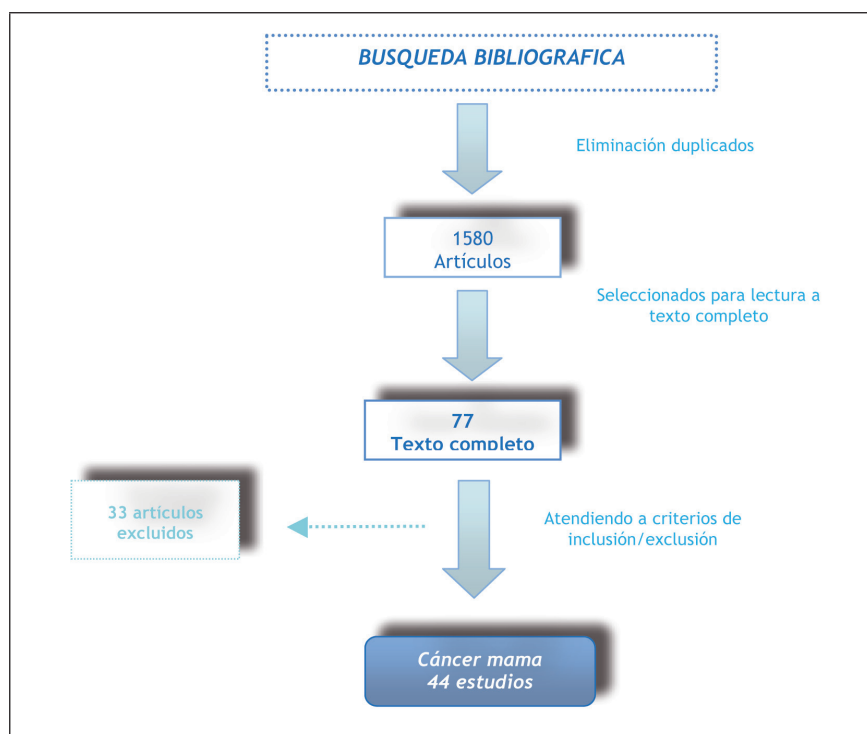 BUSQUEDA BIBLIOGRAFICA
Eliminación duplicados
1580
Artículos
Seleccionados para lectura a
texto completo
77
Texto completo
33 artículos
excluidos
Atendiendo a criterios de
inclusión/exclusión
Cáncer mama
44 estudios